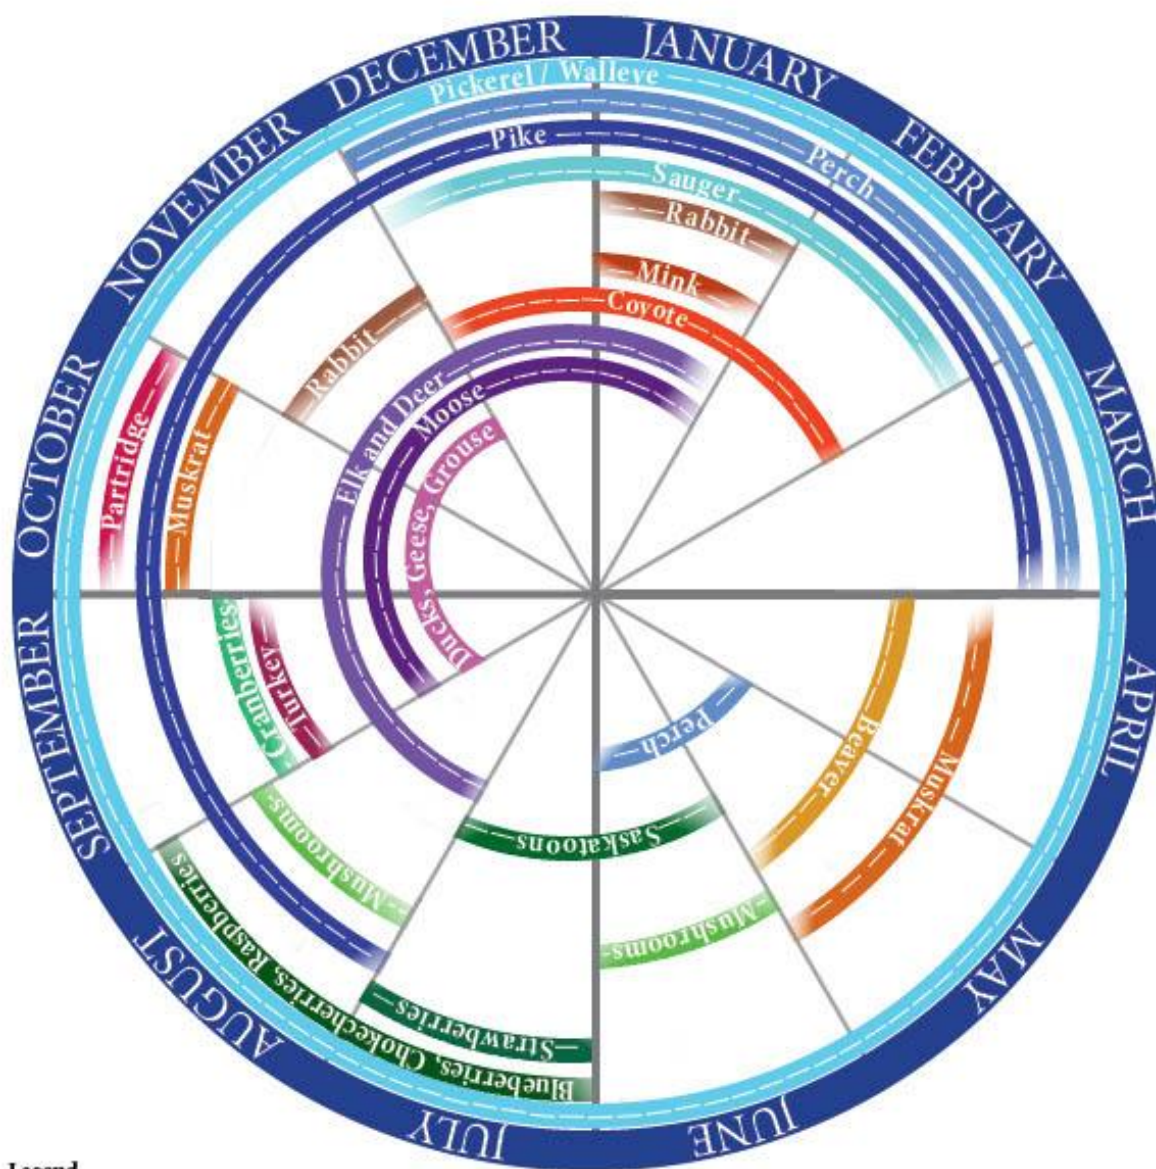 DECEMBER
JANUARY
FEBRUARY
MARCH
APRIL
MAY
JUNE
JULY
AUGUST
SEPTEMBER
OCTOBER
NOVEMBER
Pickerel / Walleye
Perch
Pike
Sauger
Rabbit
Mink
Coyote
Rabbit
Elk and Deer
Moose
Ducks, Geese, Grouse
Partridge
Muskrat
Cranberries
Turkey
Mushrooms
Blueberries, Chokecherries, Raspberries
Strawberries
Saskatoons
Perch
Mushrooms
Beaver
Muskrat
Legend